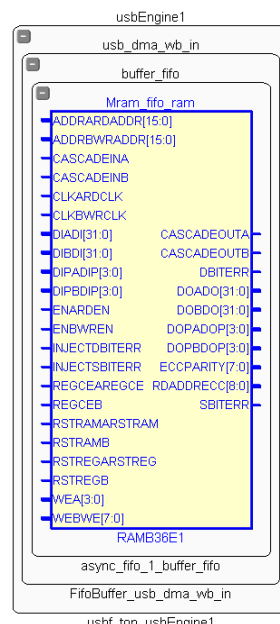 usbEngine1
usb_dma_wb_in
buffer_fifo
Mram_fifo_ram
ADDRARDADDR[15:0]
ADDRBWRADDR[15:0]
CASCADEINA
CASCADEINB
CLKARDCLK
CLKBWRCLK
DIADI[31:0] CASCADEOUTA
DIBDI[31:0] CASCADEOUTB
DIPADIP[3:0] DBITERR
DIPBDIP[3:0] DOADO[31:0]
ENARDEN DOBDO[31:0]
ENBWREN DOPADOP[3:0]
INJECTDBITERR DOPBDOP[3:0]
INJECTSBITERR ECCPARITY[7:0]
REGCEAREGCE RDADDRECC[8:0]
REGCEB SBITERR
RSTRAMARSTRAM
RSTRAMB
RSTREGARSTREG
RSTREGB
WEA[3:0]
WEBWE[7:0]
RAMB36E1
async_fifo_1_buffer_fifo
FifoBuffer_usb_dma_wb_in
usbf_top_usbEngine1